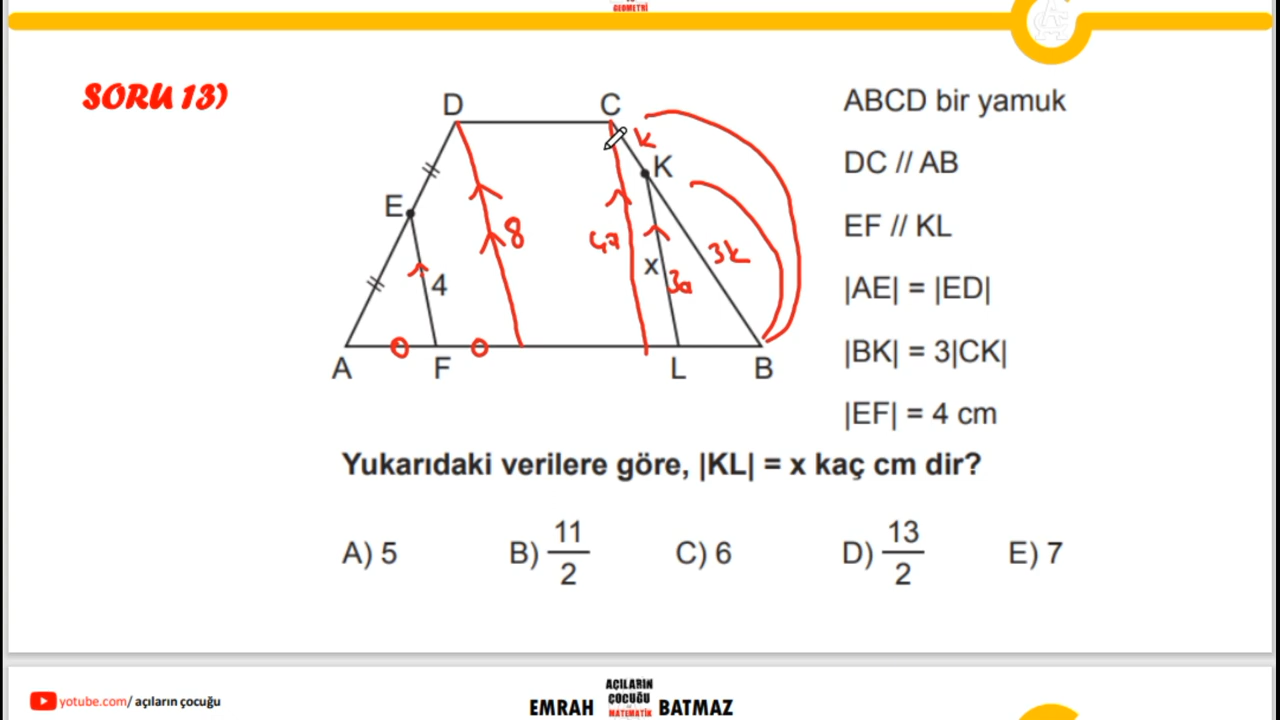 GEOMETRİ
SORU 13)
ABCD bir yamuk
DC // AB
EF // KL
|AE| = |ED|
|BK| = 3|CK|
|EF| = 4 cm
D C
k
K
E
8
4a
3k
x
3a
4
A F L B
Yukarıdaki verilere göre, |KL| = x kaç cm dir?
A) 5 B) 11/2 C) 6 D) 13/2 E) 7
yotube.com/ açıların çocuğu
EMRAH AÇILARIN ÇOCUĞU MATEMATİK BATMAZ